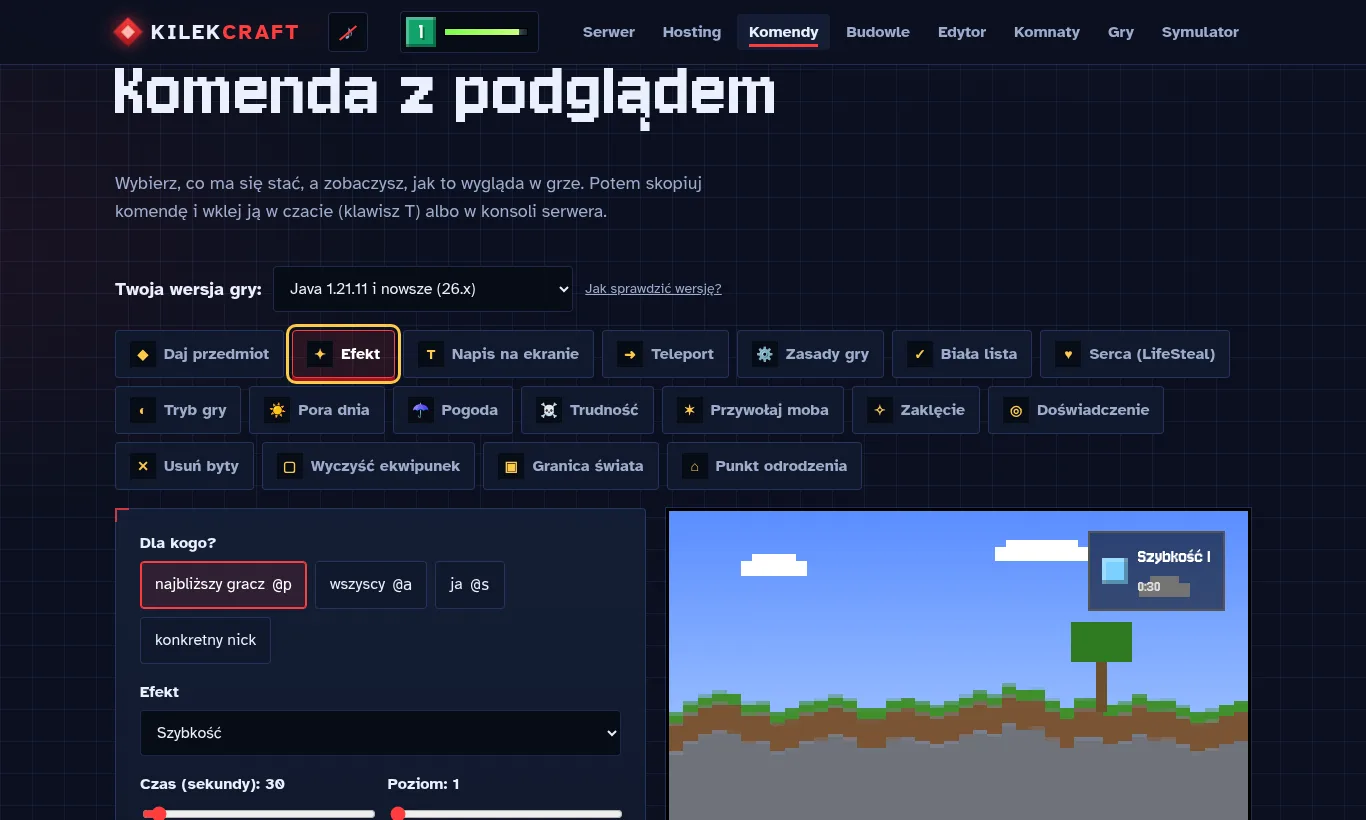 KILEKCRAFT
1
Serwer
Hosting
Komendy
Budowle
Edytor
Komnaty
Gry
Symulator
Komenda z podglądem
Wybierz, co ma się stać, a zobaczysz, jak to wygląda w grze. Potem skopiuj
komendę i wklej ją w czacie (klawisz T) albo w konsoli serwera.
Twoja wersja gry:
Java 1.21.11 i nowsze (26.x)
Jak sprawdzić wersję?
Daj przedmiot
Efekt
T Napis na ekranie
Teleport
Zasady gry
Biała lista
Serca (LifeSteal)
Tryb gry
Pora dnia
Pogoda
Trudność
Przywołaj moba
Zaklęcie
Doświadczenie
Usuń byty
Wyczyść ekwipunek
Granica świata
Punkt odrodzenia
Dla kogo?
najbliższy gracz @p
wszyscy @a
ja @s
konkretny nick
Efekt
Szybkość
Czas (sekundy): 30
Poziom: 1
Szybkość I
0:30